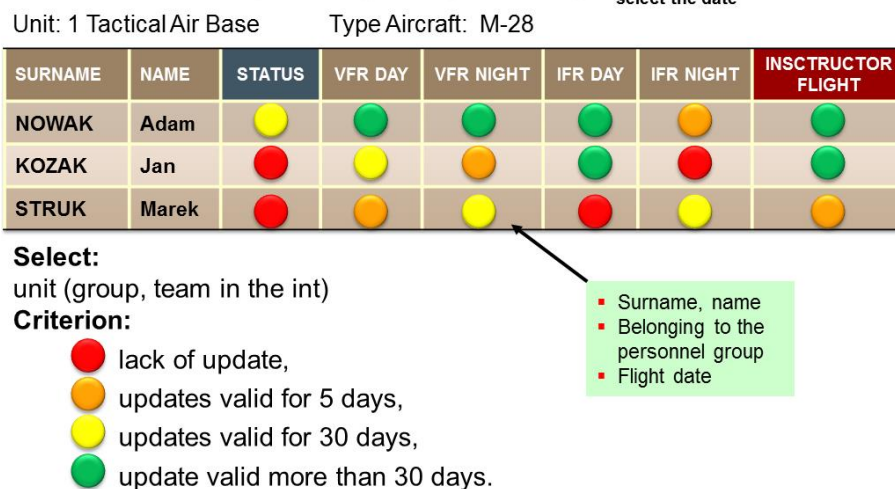 select the date
Unit: 1 Tactical Air Base Type Aircraft: M-28
SURNAME NAME STATUS VFR DAY VFR NIGHT IFR DAY IFR NIGHT INSCTRUCTOR FLIGHT
NOWAK Adam
KOZAK Jan
STRUK Marek
Select:
unit (group, team in the int)
Criterion:
lack of update,
updates valid for 5 days,
updates valid for 30 days,
update valid more than 30 days.
Surname, name
Belonging to the
personnel group
Flight date